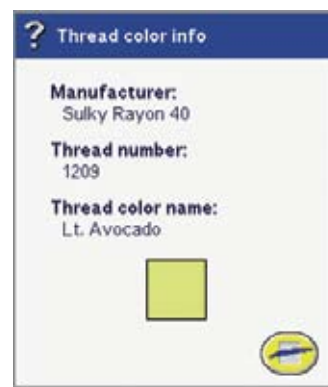 ? Thread color info
Manufacturer:
Sulky Rayon 40
Thread number:
1209
Thread color name:
Lt. Avocado